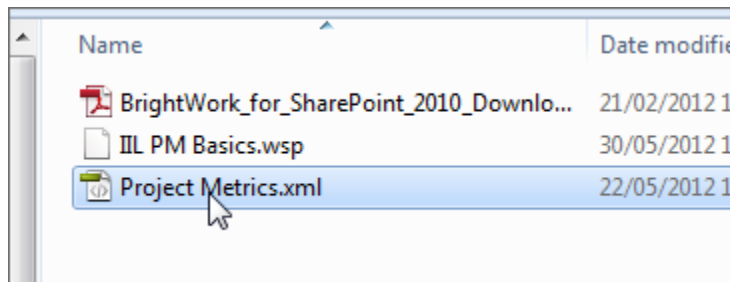 Name Date modifie
BrightWork_for_SharePoint_2010_Downlo... 21/02/2012 1
IIL PM Basics.wsp 30/05/2012 1
Project Metrics.xml 22/05/2012 1